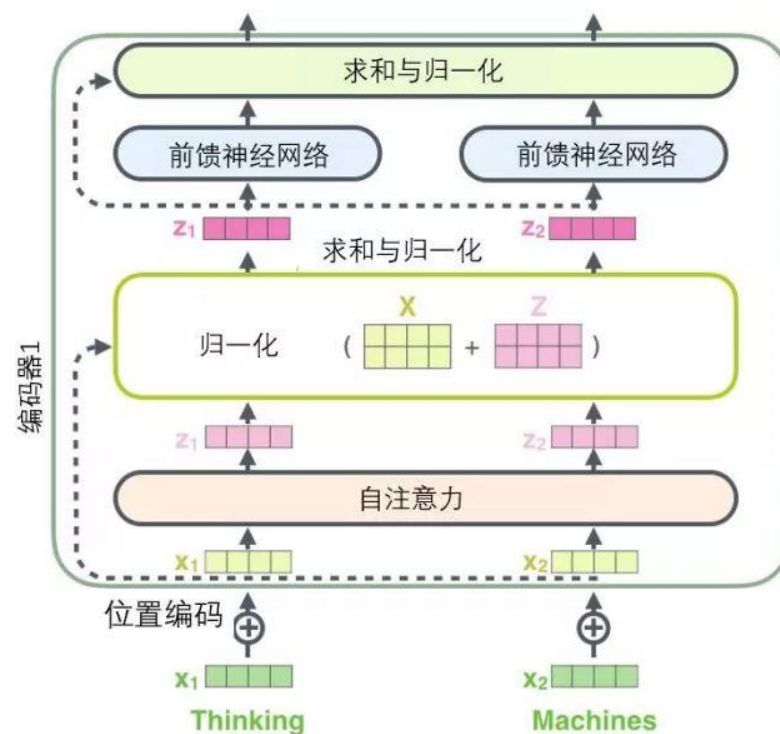 求和与归一化
前馈神经网络 前馈神经网络
z1 z2
求和与归一化
X Z
归一化 ( + )
编码器1
z1 z2
自注意力
x1 x2
位置编码
x1 x2
Thinking Machines